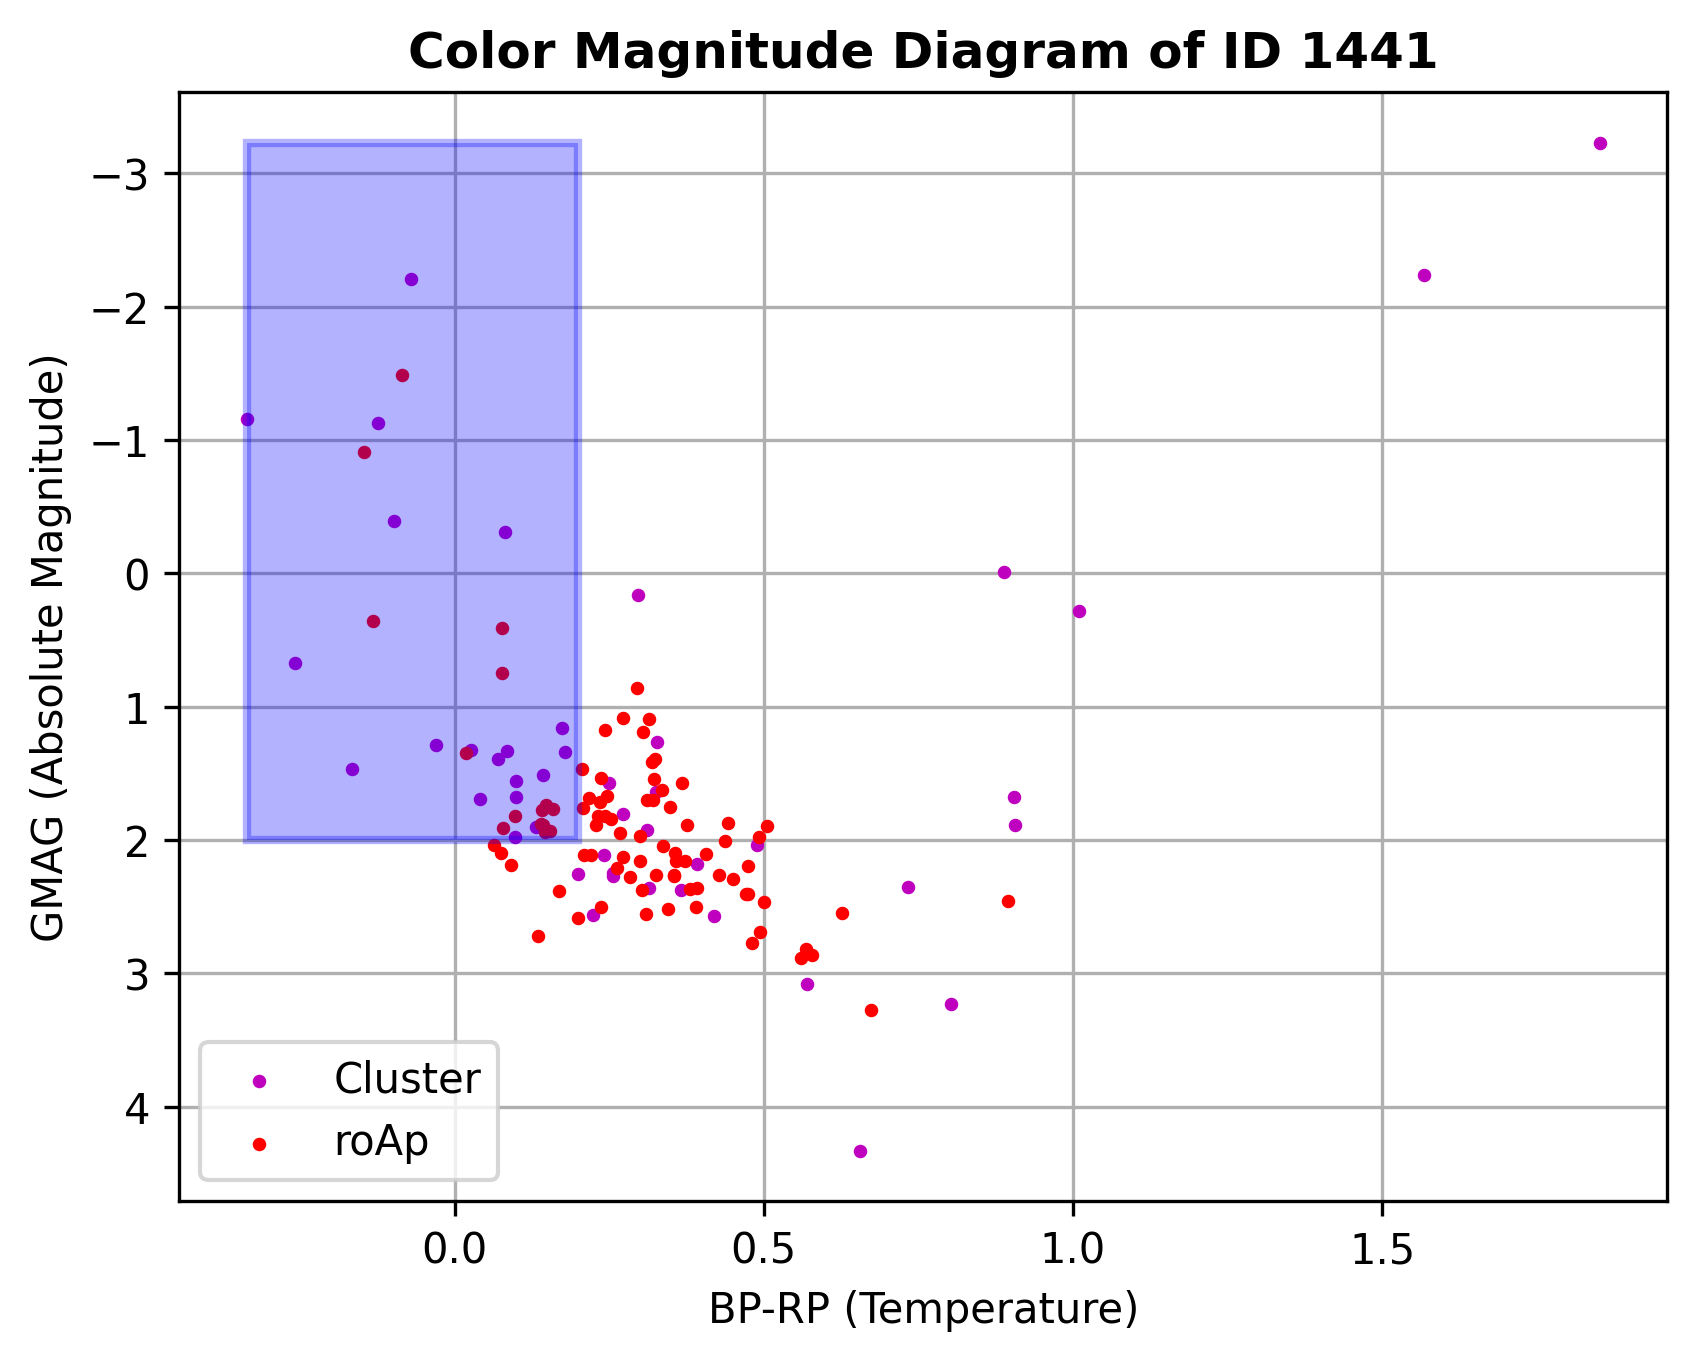 Color Magnitude Diagram of ID 1441
GMAG (Absolute Magnitude)
−3
−2
−1
0
1
2
3
4
Cluster
roAp
0.0 0.5 1.0 1.5
BP-RP (Temperature)